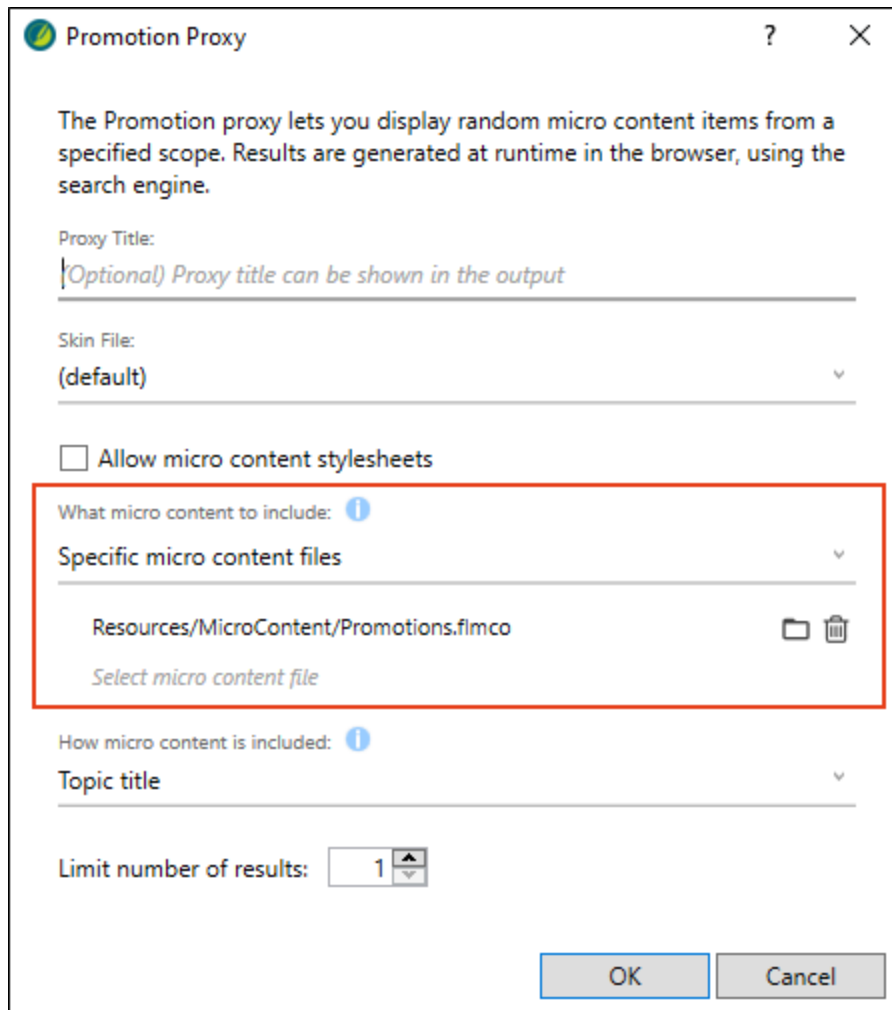 Promotion Proxy ?
The Promotion proxy lets you display random micro content items from a
specified scope. Results are generated at runtime in the browser, using the
search engine.
Proxy Title:
(Optional) Proxy title can be shown in the output
Skin File:
(default)
Allow micro content stylesheets
What micro content to include:
Specific micro content files
Resources/MicroContent/Promotions.flmco
Select micro content file
How micro content is included:
Topic title
Limit number of results: 1
OK Cancel